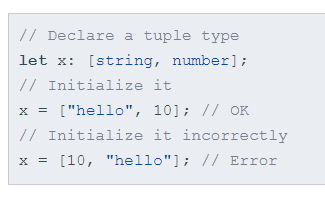 // Declare a tuple type
let x: [string, number];
// Initialize it
x = ["hello", 10]; // OK
// Initialize it incorrectly
x = [10, "hello"]; // Error